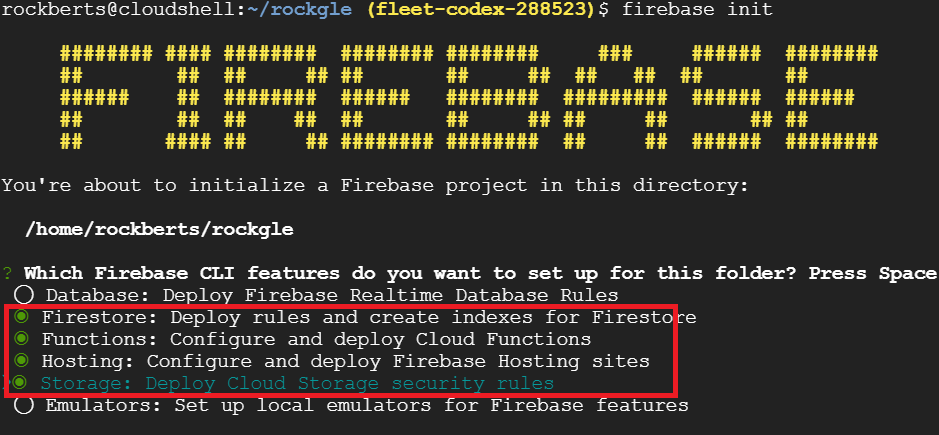 rockberts@cloudshell:~/rockgle (fleet-codex-288523)$ firebase init
FIREBASE
You're about to initialize a Firebase project in this directory:
/home/rockberts/rockgle
? Which Firebase CLI features do you want to set up for this folder? Press Space
◯ Database: Deploy Firebase Realtime Database Rules
◉ Firestore: Deploy rules and create indexes for Firestore
◉ Functions: Configure and deploy Cloud Functions
◉ Hosting: Configure and deploy Firebase Hosting sites
❯◉ Storage: Deploy Cloud Storage security rules
◯ Emulators: Set up local emulators for Firebase features